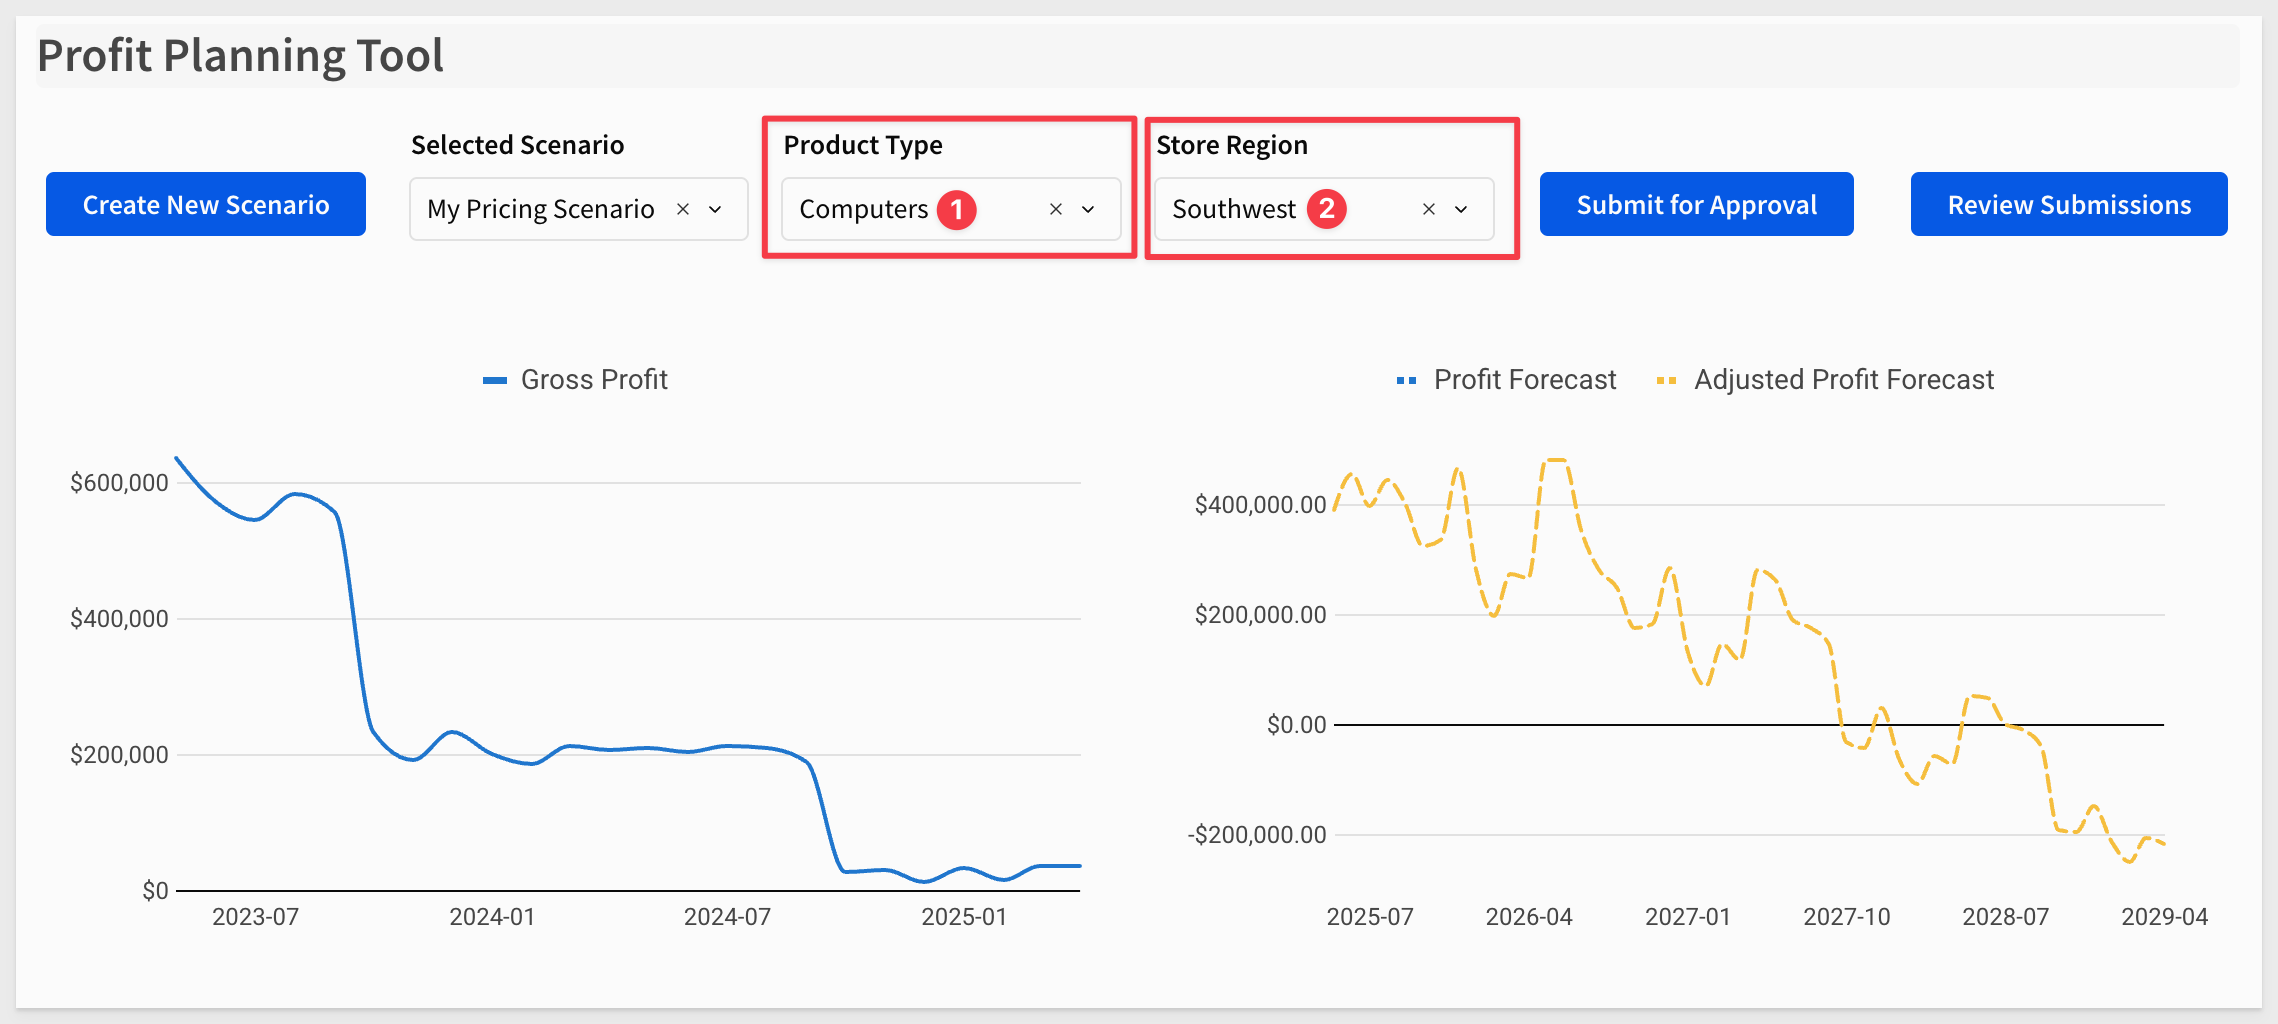 Profit Planning Tool
Create New Scenario
Selected Scenario
My Pricing Scenario
Product Type
Computers 1
Store Region
Southwest 2
Submit for Approval
Review Submissions
Gross Profit
$600,000
$400,000
$200,000
$0
2023-07 2024-01 2024-07 2025-01
Profit Forecast Adjusted Profit Forecast
$400,000.00
$200,000.00
$0.00
-$200,000.00
2025-07 2026-04 2027-01 2027-10 2028-07 2029-04